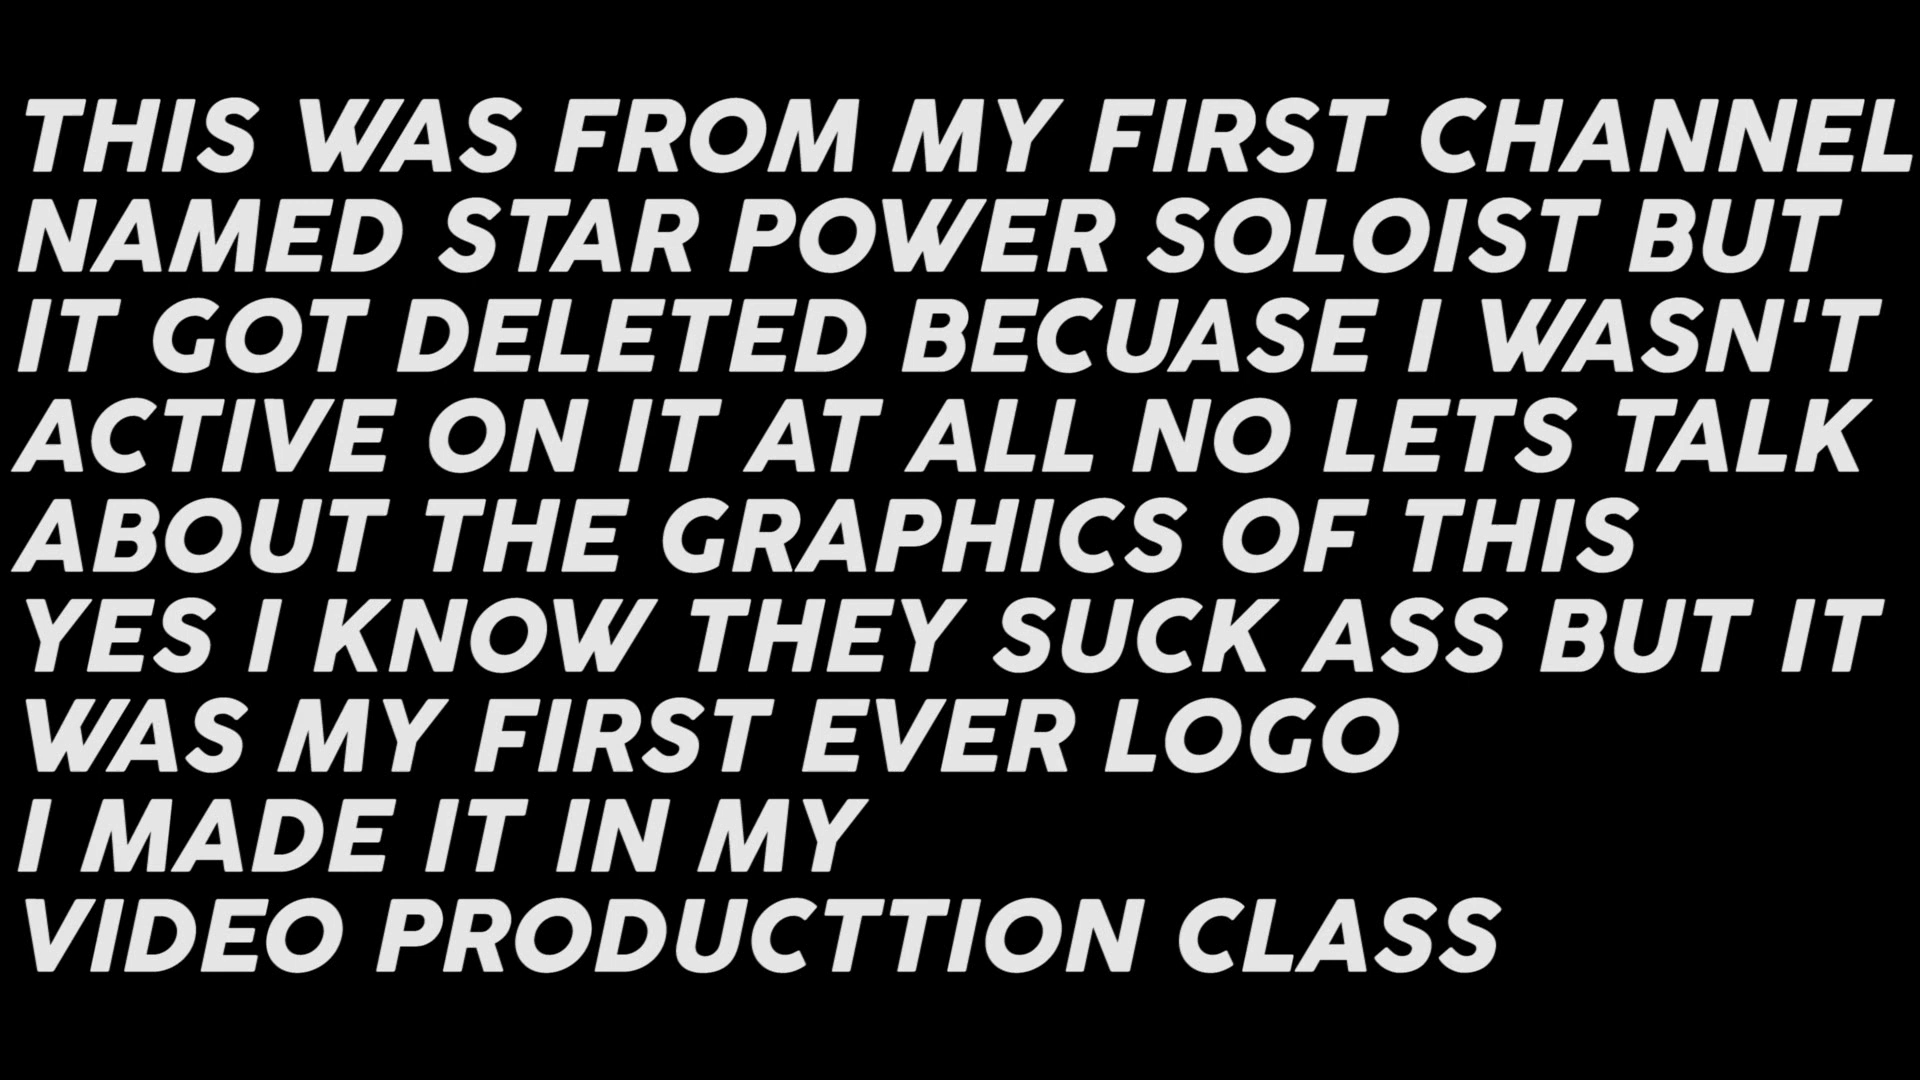 THIS WAS FROM MY FIRST CHANNEL
NAMED STAR POWER SOLOIST BUT
IT GOT DELETED BECUASE I WASN'T
ACTIVE ON IT AT ALL NO LETS TALK
ABOUT THE GRAPHICS OF THIS
YES I KNOW THEY SUCK ASS BUT IT
WAS MY FIRST EVER LOGO
I MADE IT IN MY
VIDEO PRODUCTTION CLASS